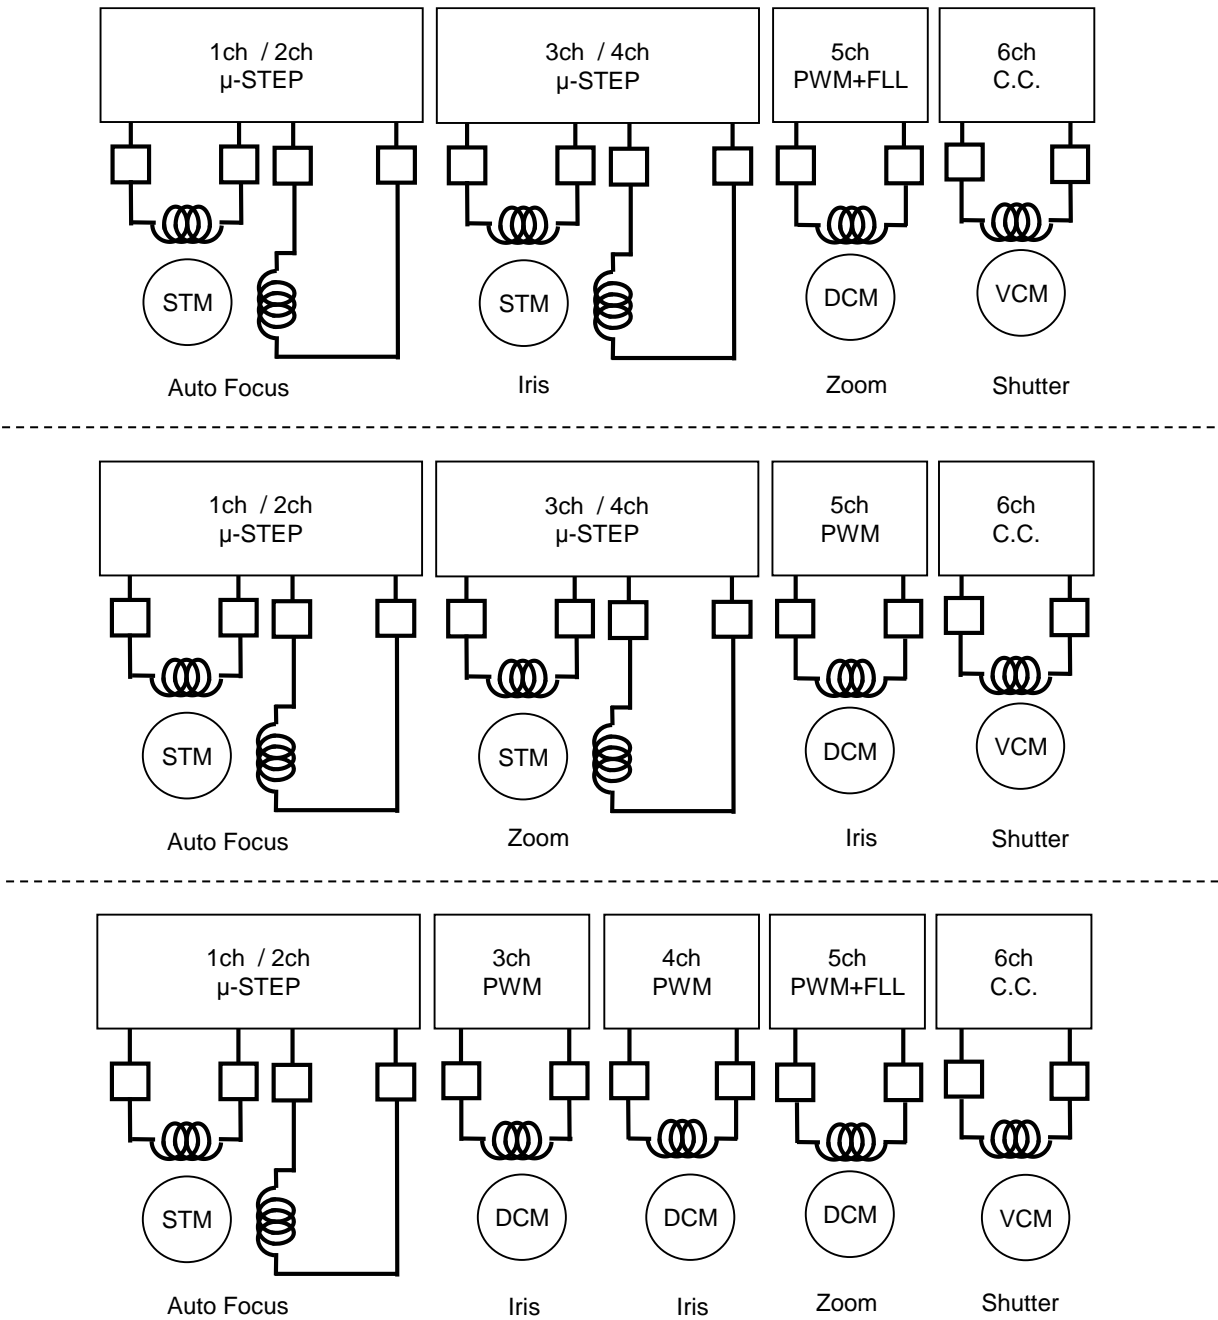 1ch / 2ch
µ-STEP
3ch / 4ch
µ-STEP
5ch
PWM+FLL
6ch
C.C.
STM
STM
DCM
VCM
Auto Focus
Iris
Zoom
Shutter
1ch / 2ch
µ-STEP
3ch / 4ch
µ-STEP
5ch
PWM
6ch
C.C.
STM
STM
DCM
VCM
Auto Focus
Zoom
Iris
Shutter
1ch / 2ch
µ-STEP
3ch
PWM
4ch
PWM
5ch
PWM+FLL
6ch
C.C.
STM
DCM
DCM
DCM
VCM
Auto Focus
Iris
Iris
Zoom
Shutter